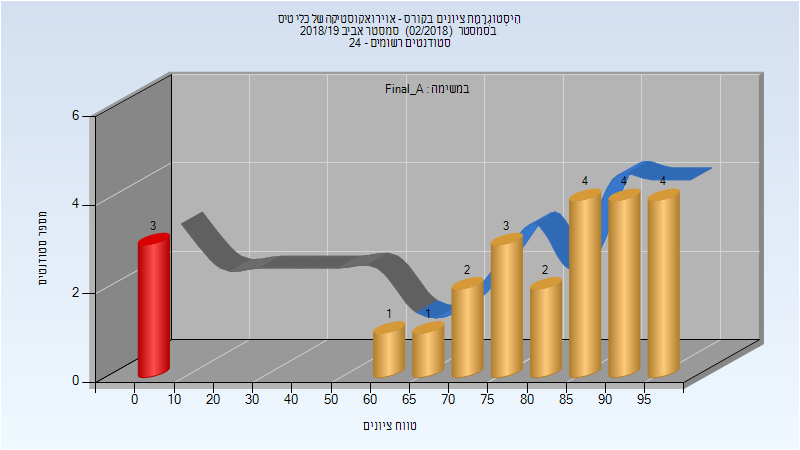 היסטוגרמת ציונים בקורס - אוירואקוסטיקה של כלי טיס
בסמסטר (02/2018) סמסטר אביב 2018/19
סטודנטים רשומים - 24
במשימה : Final_A
מספר סטודנטים
6
4
2
0
3
1
1
2
3
2
4
4
4
0 10 20 30 40 50 60 65 70 75 80 85 90 95
טווח ציונים